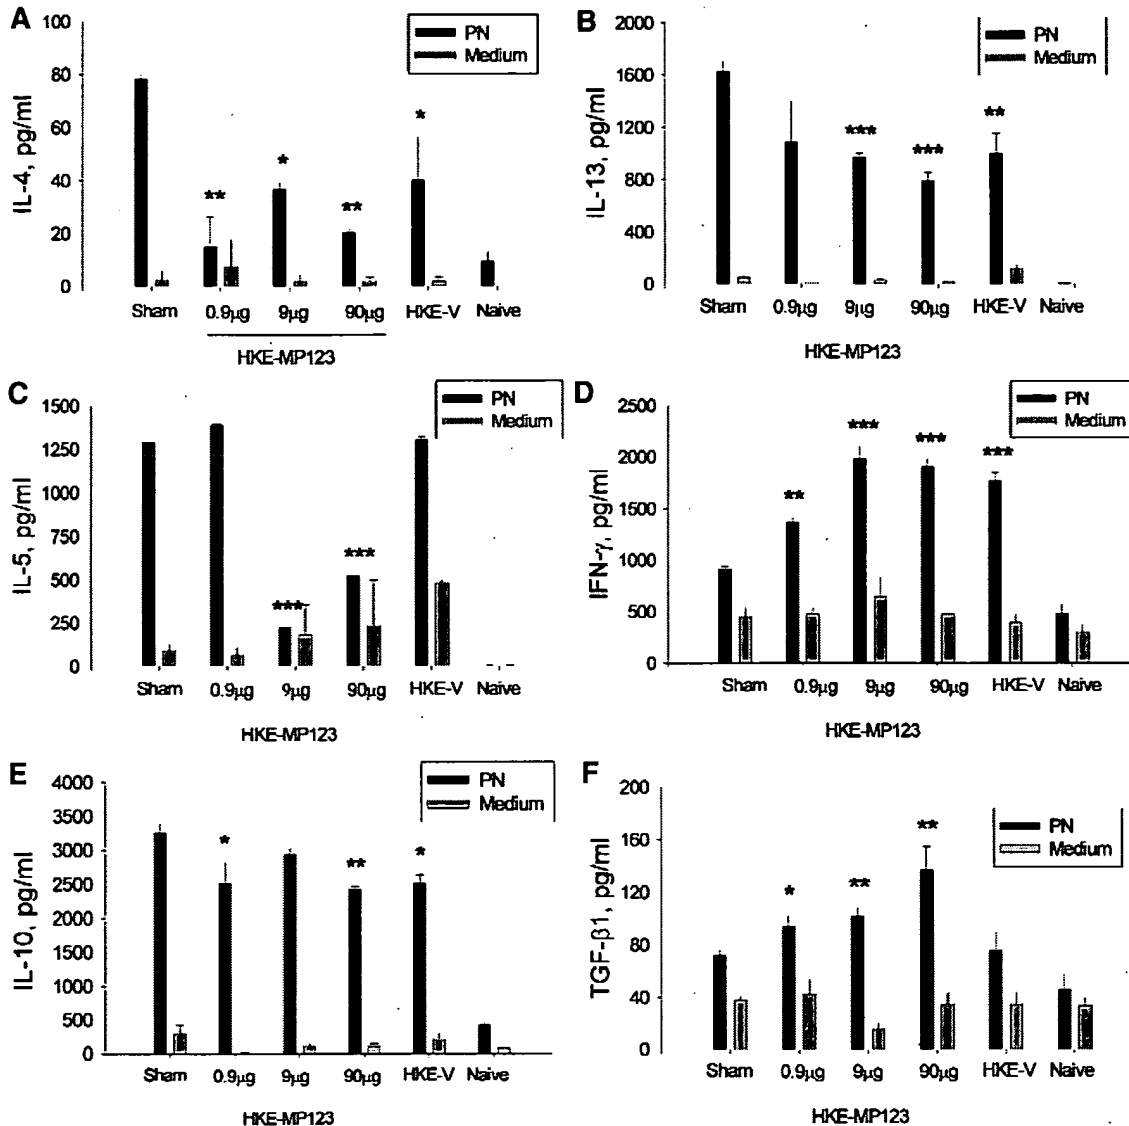 A
IL-4, pg/ml
100
80
60
40
20
0
PN
Medium
**
*
**
*
Sham 0.9µg 9µg 90µg HKE-V Naive
HKE-MP123
B
IL-13, pg/ml
2000
1600
1200
800
400
0
PN
Medium
***
***
**
Sham 0.9µg 9µg 90µg HKE-V Naive
HKE-MP123
C
IL-5, pg/ml
1500
1250
1000
750
500
250
0
PN
Medium
***
***
Sham 0.9µg 9µg 90µg HKE-V Naive
HKE-MP123
D
IFN-γ, pg/ml
2500
2000
1500
1000
500
0
PN
Medium
**
***
***
***
Sham 0.9µg 9µg 90µg HKE-V Naive
HKE-MP123
E
IL-10, pg/ml
4000
3500
3000
2500
2000
1000
500
0
PN
Medium
*
**
*
Sham 0.9µg 9µg 90µg HKE-V Naive
HKE-MP123
F
TGF-β1, pg/ml
200
160
120
80
40
0
PN
Medium
*
**
**
Sham 0.9µg 9µg 90µg HKE-V Naive
HKE-MP123